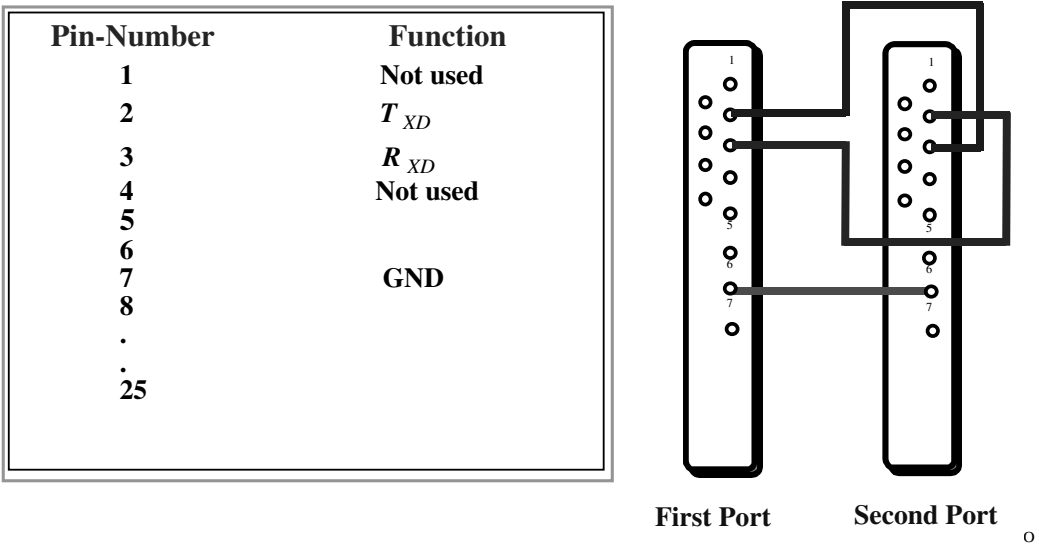 Pin-Number Function
1 Not used
2 T XD
3 R XD
4 Not used
5
6
7 GND
8
.
.
25
1
5
6
7
1
5
6
7
First Port
Second Port
o